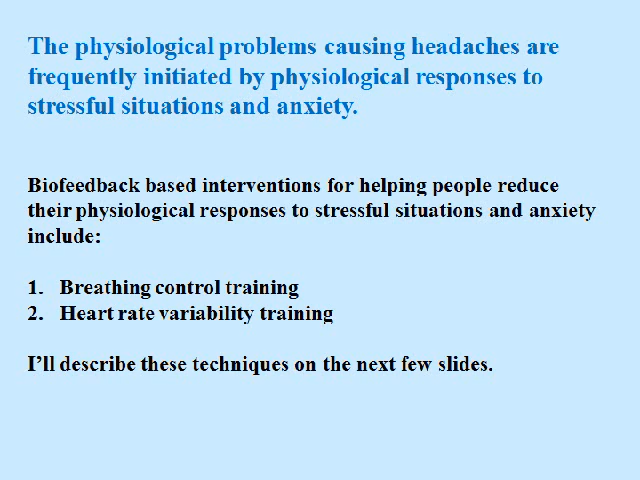 The physiological problems causing headaches are
frequently initiated by physiological responses to
stressful situations and anxiety.
Biofeedback based interventions for helping people reduce
their physiological responses to stressful situations and anxiety
include:
1. Breathing control training
2. Heart rate variability training
I’ll describe these techniques on the next few slides.